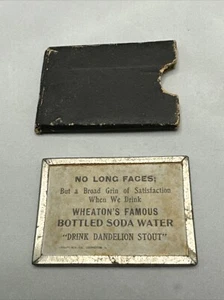 NO LONG FACES;
But a Broad Grin of Satisfaction
When We Drink
WHEATON'S FAMOUS
BOTTLED SODA WATER
"DRINK DANDELION STOUT"